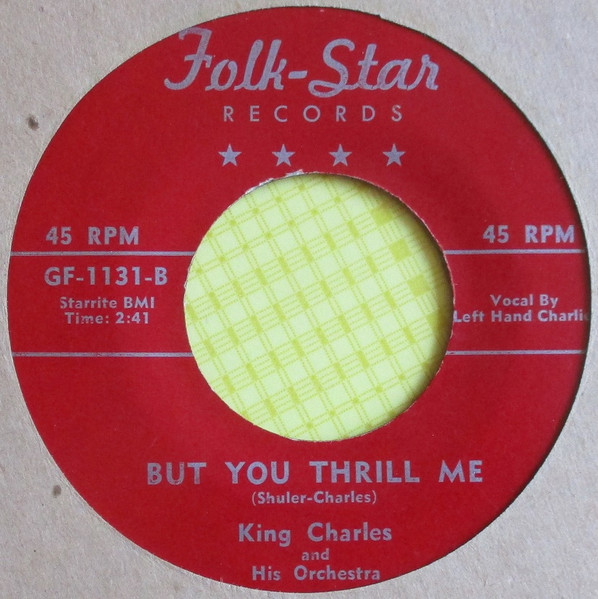 Folk-Star
RECORDS
45 RPM
45 RPM
GF-1131-B
Starrite BMI
Time: 2:41
Vocal By
Left Hand Charli
BUT YOU THRILL ME
(Shuler-Charles)
King Charles
and
His Orchestra